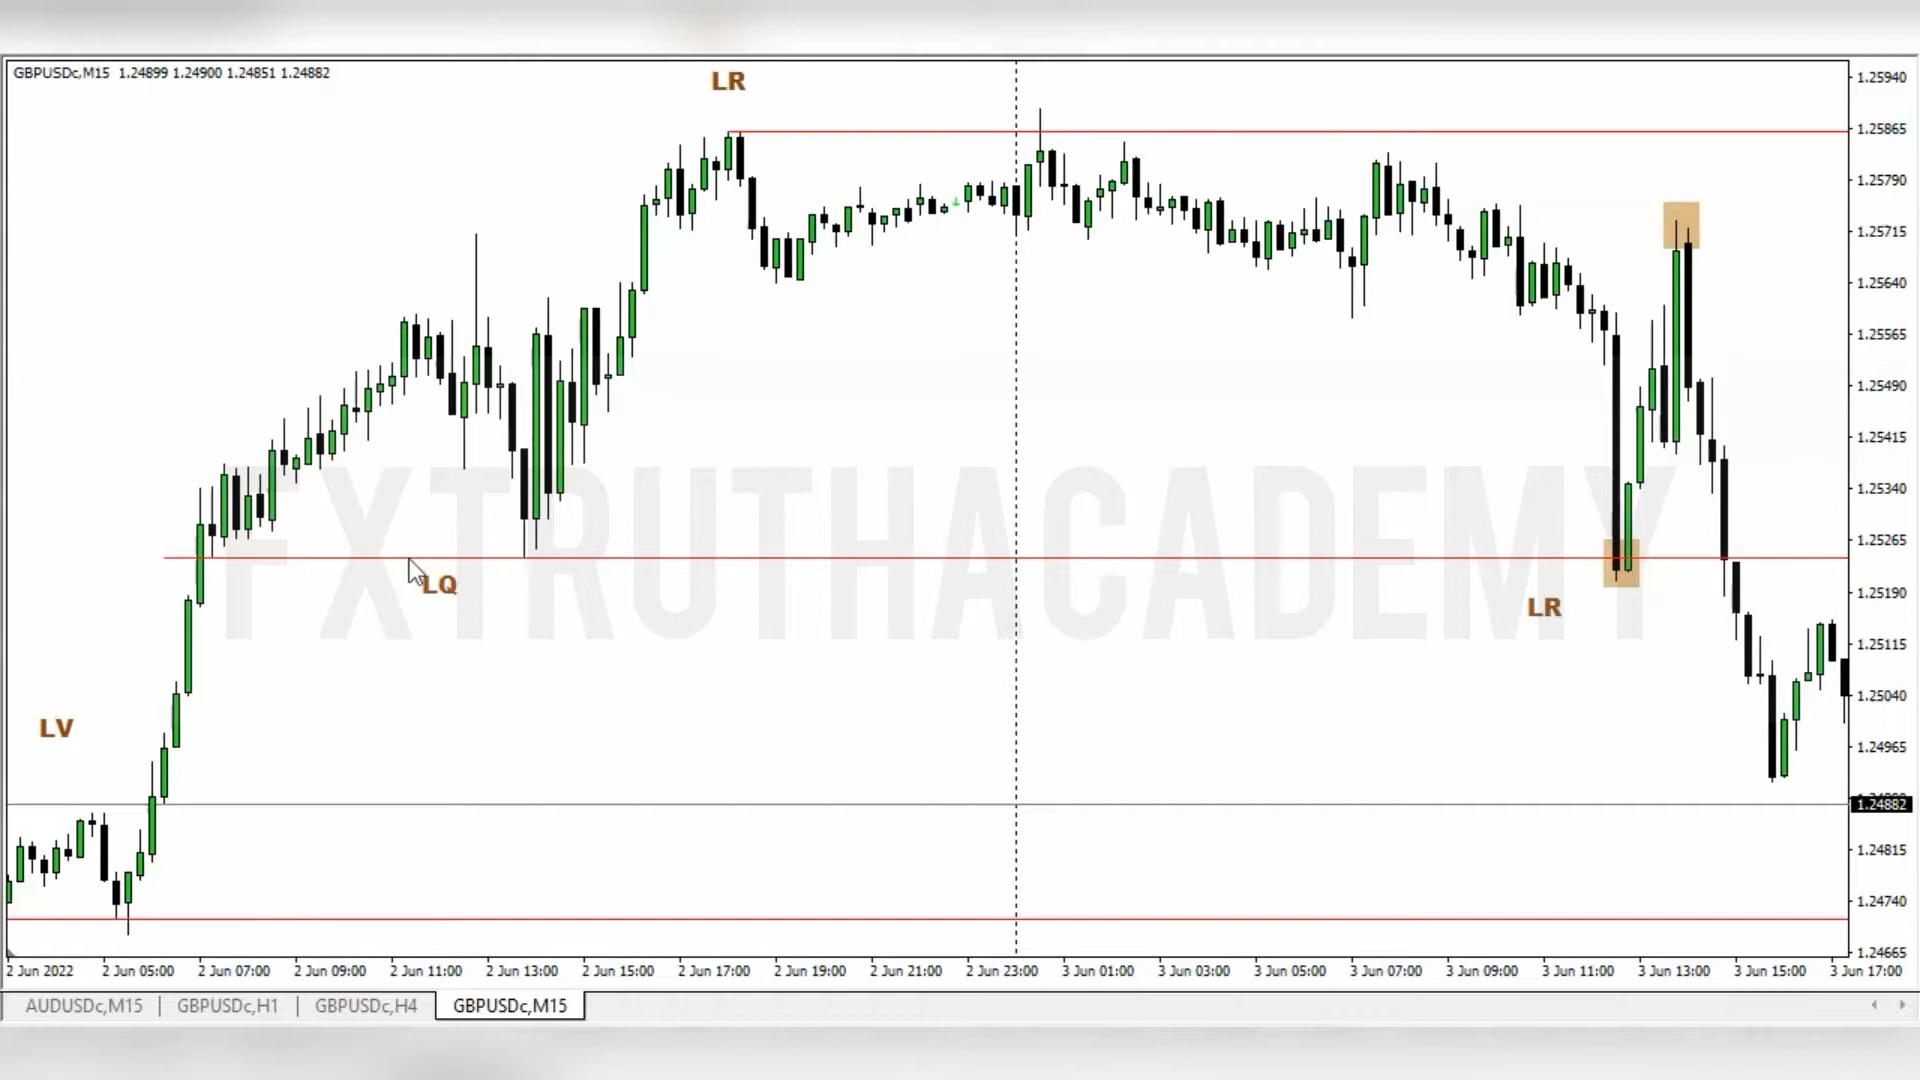 GBPUSDc,M15 1.24899 1.24900 1.24851 1.24882
LR
1.25940
1.25865
1.25790
1.25715
1.25640
1.25565
1.25490
1.25415
1.25340
1.25265
1.25190
1.25115
1.25040
1.24965
1.24882
1.24815
1.24740
1.24665
FXTRUTHACADEMY
LQ
LR
LV
2 Jun 2022 2 Jun 05:00 2 Jun 07:00 2 Jun 09:00 2 Jun 11:00 2 Jun 13:00 2 Jun 15:00 2 Jun 17:00 2 Jun 19:00 2 Jun 21:00 2 Jun 23:00 3 Jun 01:00 3 Jun 03:00 3 Jun 05:00 3 Jun 07:00 3 Jun 09:00 3 Jun 11:00 3 Jun 13:00 3 Jun 15:00 3 Jun 17:00
AUDUSDc,M15 | GBPUSDc,H1 | GBPUSDc,H4 GBPUSDc,M15